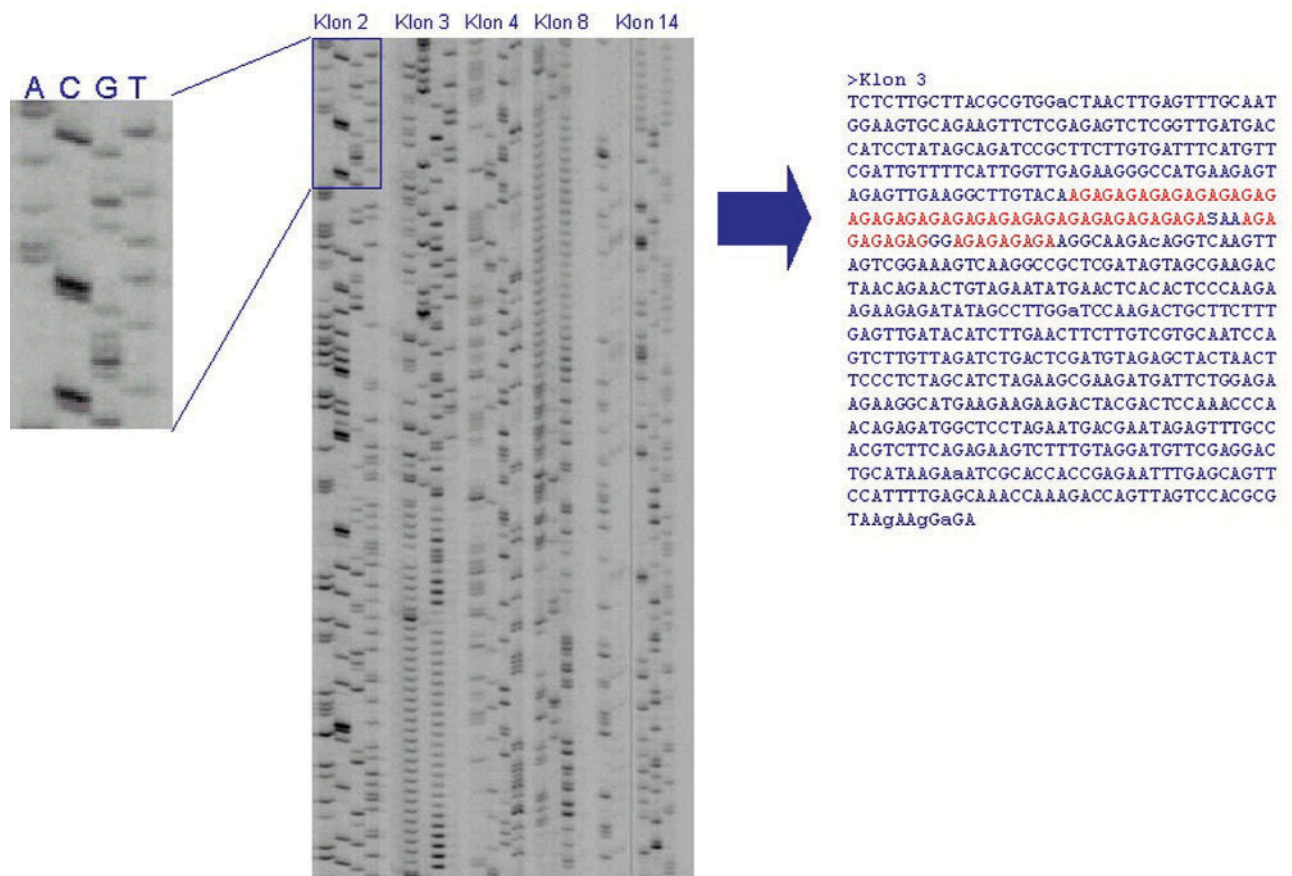 Klon 2 Klon 3 Klon 4 Klon 8 Klon 14
A C G T
>Klon 3
TCTCTTGCTTACGCGTGGaCTAACTTGAGTTTGCAAT
GGAAGTGCAGAAGTTCTCGAGAGTCTCGGTTGATGAC
CATCCTATAGCAGATCCGCTTCTTGTGATTTCATGTT
CGATTGTTTTCATTGGTTGAGAAGGGCCATGAAGAGT
AGAGTTGAAGGCTTGTACAAGAGAGAGAGAGAGAGAG
AGAGAGAGAGAGAGAGAGAGAGAGAGAGAGASAAAGA
GAGAGAGGGAGAGAGAGAAGGCAAGAcAGGTCAAGTT
AGTCGGAAAGTCAAGGCCGCTCGATAGTAGCGAAGAC
TAACAGAACTGTAGAATATGAACTCACACTCCCAAGA
AGAAGAGATATAGCCTTGGaTCCAAGACTGCTTCTTT
GAGTTGATACATCTTGAACTTCTTGTCGTGCAATCCA
GTCTTGTTAGATCTGACTCGATGTAGAGCTACTAACT
TCCCTCTAGCATCTAGAAGCGAAGATGATTCTGGAGA
AGAAGGCATGAAGAAGAAGACTACGACTCCAAACCCA
ACAGAGATGGCTCCTAGAATGACGAATAGAGTTTGCC
ACGTCTTCAGAGAAGTCTTTGTAGGATGTTCGAGGAC
TGCATAAGAaATCGCACCACCGAGAATTTGAGCAGTT
CCATTTTGAGCAAACCAAAGACCAGTTAGTCCACGCG
TAAgAAgGaGA